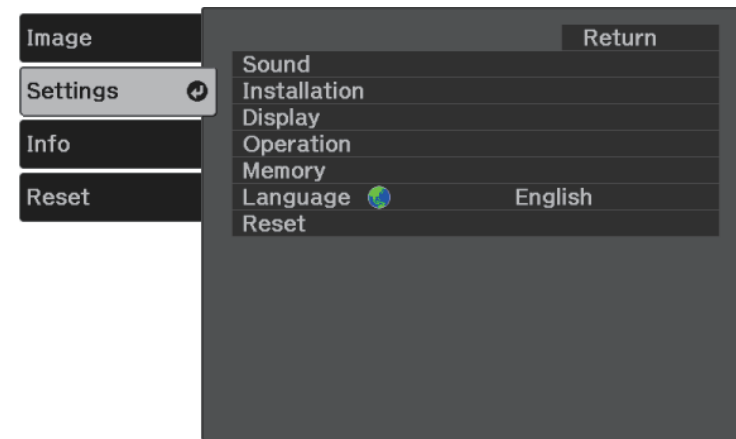 Image
Settings
Info
Reset
Return
Sound
Installation
Display
Operation
Memory
Language English
Reset